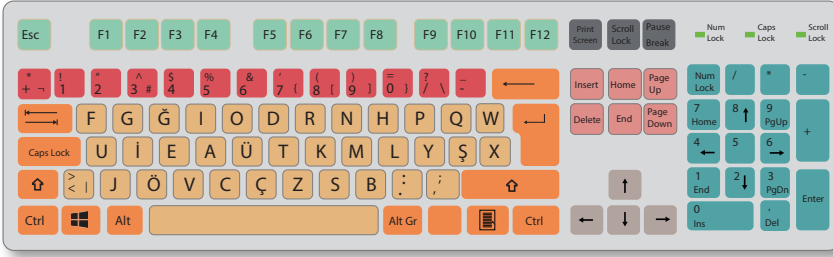 Esc F1 F2 F3 F4 F5 F6 F7 F8 F9 F10 F11 F12 Print Screen Scroll Lock Pause Break Num Lock Caps Lock Scroll Lock
* + ¬ ! 1 " 2 ^ 3 # $ 4 % 5 & 6 ' 7 { ( 8 [ ) 9 ] = 0 } ? / \ _ - Insert Home Page Up Num Lock / * -
F G Ğ I O D R N H P Q W Delete End Page Down 7 Home 8 9 PgUp +
Caps Lock U İ E A Ü T K M L Y Ş X 4 5 6
> < | J Ö V C Ç Z S B : . ; , 1 End 2 3 PgDn Enter
Ctrl Alt Alt Gr Ctrl 0 Ins . Del